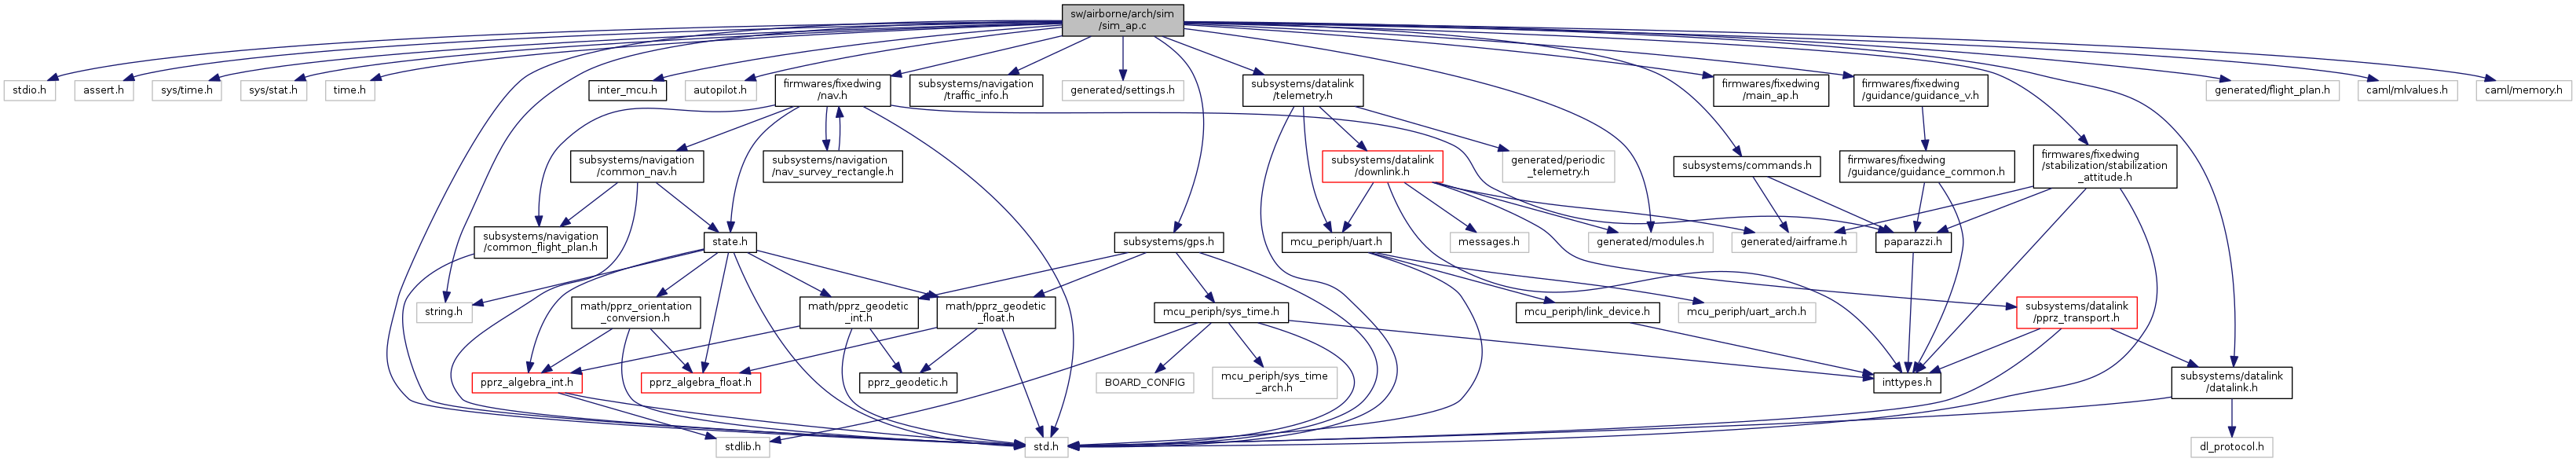 sw/airborne/arch/sim
/sim_ap.c
stdio.h
assert.h
sys/time.h
sys/stat.h
time.h
inter_mcu.h
autopilot.h
firmwares/fixedwing
/nav.h
subsystems/navigation
/traffic_info.h
generated/settings.h
subsystems/datalink
/telemetry.h
firmwares/fixedwing
/main_ap.h
firmwares/fixedwing
/guidance/guidance_v.h
generated/flight_plan.h
caml/mlvalues.h
caml/memory.h
subsystems/navigation
/common_nav.h
subsystems/navigation
/nav_survey_rectangle.h
subsystems/datalink
/downlink.h
generated/periodic
_telemetry.h
subsystems/commands.h
firmwares/fixedwing
/guidance/guidance_common.h
firmwares/fixedwing
/stabilization/stabilization
_attitude.h
subsystems/navigation
/common_flight_plan.h
state.h
subsystems/gps.h
mcu_periph/uart.h
messages.h
generated/modules.h
generated/airframe.h
paparazzi.h
string.h
math/pprz_orientation
_conversion.h
math/pprz_geodetic
_int.h
math/pprz_geodetic
_float.h
mcu_periph/sys_time.h
mcu_periph/link_device.h
mcu_periph/uart_arch.h
subsystems/datalink
/pprz_transport.h
pprz_algebra_int.h
pprz_algebra_float.h
pprz_geodetic.h
BOARD_CONFIG
mcu_periph/sys_time
_arch.h
inttypes.h
subsystems/datalink
/datalink.h
stdlib.h
std.h
dl_protocol.h